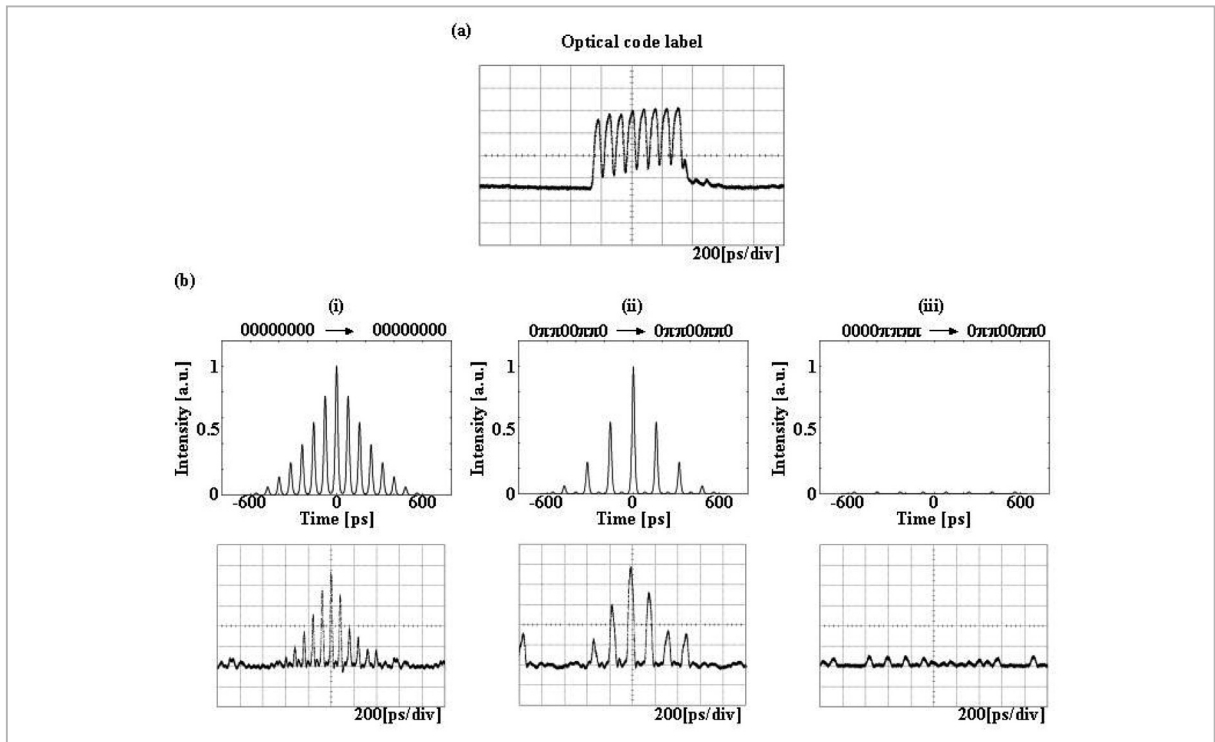 (a)
Optical code label
200[ps/div]
(b)
(i)
00000000 → 00000000
Intensity [a.u.]
1
0.5
0
-600 0 600
Time [ps]
200[ps/div]
(ii)
0ππ00ππ0 → 0ππ00ππ0
Intensity [a.u.]
1
0.5
0
-600 0 600
Time [ps]
200[ps/div]
(iii)
0000ππππ → 0ππ00ππ0
Intensity [a.u.]
1
0.5
0
-600 0 600
Time [ps]
200[ps/div]